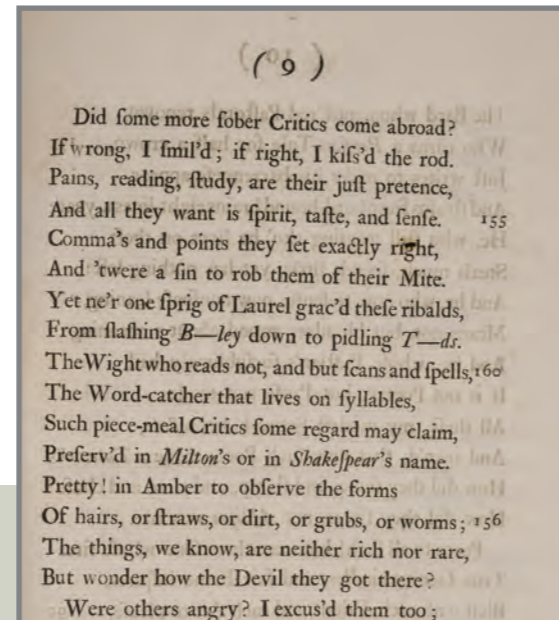 ( 9 )
Did ſome more ſober Critics come abroad?
If wrong, I ſmil'd; if right, I kiſs'd the rod.
Pains, reading, ſtudy, are their juſt pretence,
And all they want is ſpirit, taſte, and ſenſe. 155
Comma's and points they ſet exactly right,
And 'twere a ſin to rob them of their Mite.
Yet ne'r one ſprig of Laurel grac'd theſe ribalds,
From ſlaſhing B—ley down to pidling T—ds.
The Wight who reads not, and but ſcans and ſpells, 160
The Word-catcher that lives on ſyllables,
Such piece-meal Critics ſome regard may claim,
Preſerv'd in Milton's or in Shakeſpear's name.
Pretty! in Amber to obſerve the forms
Of hairs, or ſtraws, or dirt, or grubs, or worms; 156
The things, we know, are neither rich nor rare,
But wonder how the Devil they got there?
Were others angry? I excus'd them too;